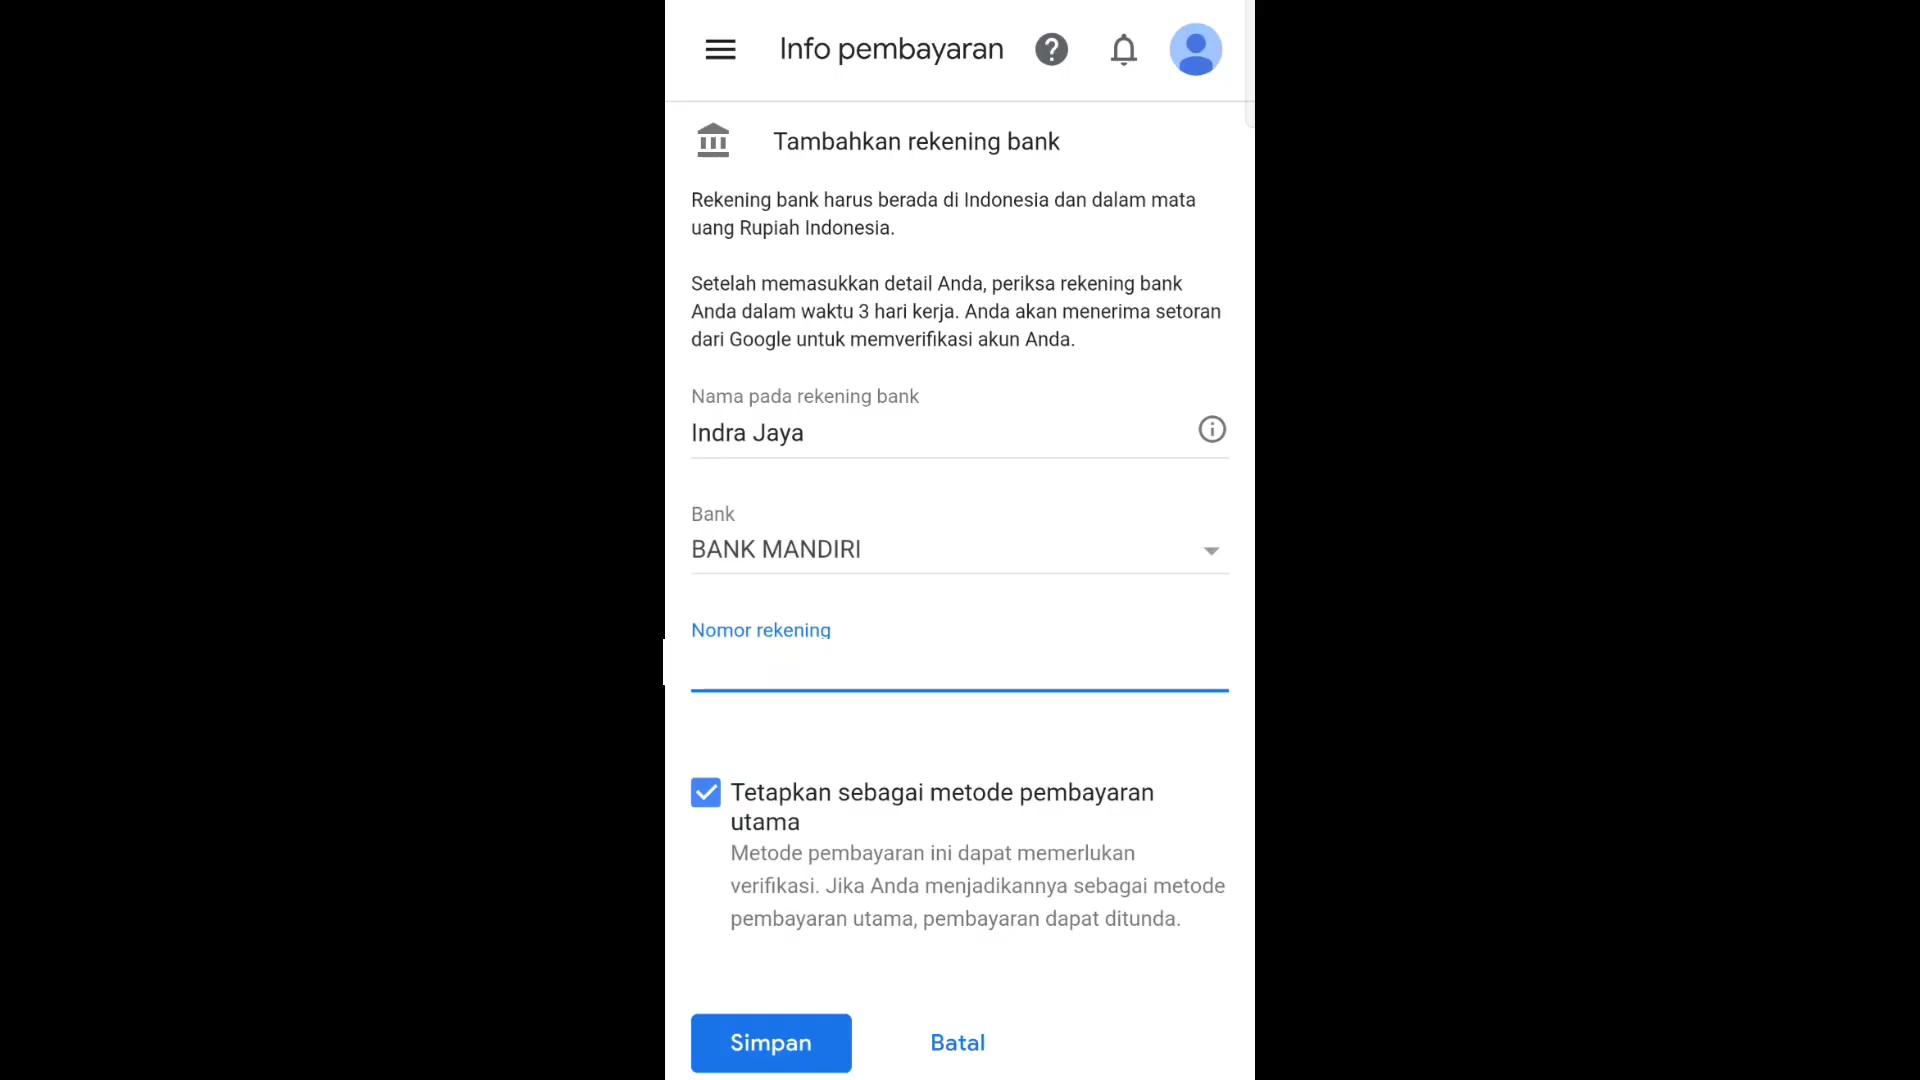 Info pembayaran
Tambahkan rekening bank
Rekening bank harus berada di Indonesia dan dalam mata
uang Rupiah Indonesia.
Setelah memasukkan detail Anda, periksa rekening bank
Anda dalam waktu 3 hari kerja. Anda akan menerima setoran
dari Google untuk memverifikasi akun Anda.
Nama pada rekening bank
Indra Jaya
Bank
BANK MANDIRI
Nomor rekening
Tetapkan sebagai metode pembayaran
utama
Metode pembayaran ini dapat memerlukan
verifikasi. Jika Anda menjadikannya sebagai metode
pembayaran utama, pembayaran dapat ditunda.
Simpan
Batal